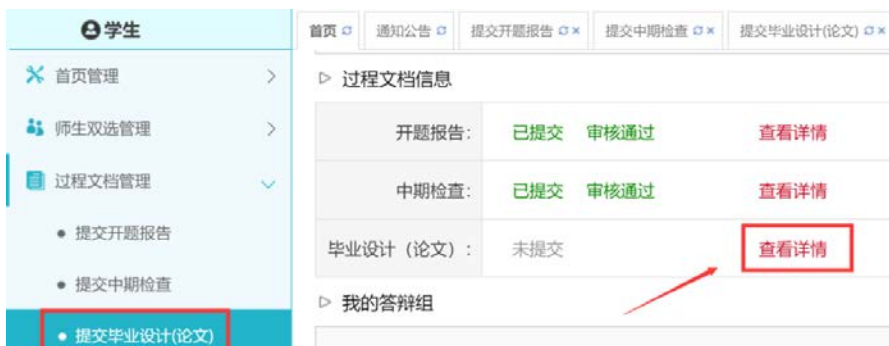 学生
首页 通知公告 提交开题报告 提交中期检查 提交毕业设计(论文)
首页管理
师生双选管理
过程文档管理
提交开题报告
提交中期检查
提交毕业设计(论文)
过程文档信息
开题报告: 已提交 审核通过 查看详情
中期检查: 已提交 审核通过 查看详情
毕业设计（论文）: 未提交 查看详情
我的答辩组